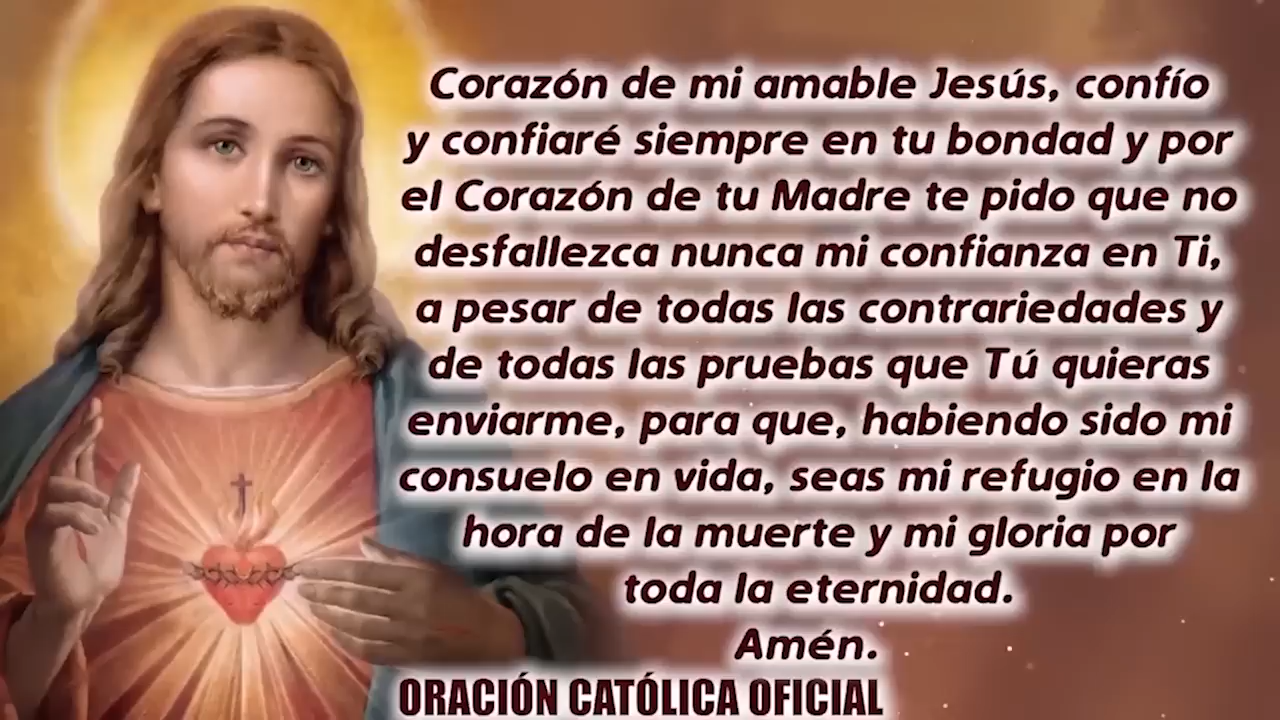 Corazón de mi amable Jesús, confío
y confiaré siempre en tu bondad y por
el Corazón de tu Madre te pido que no
desfallezca nunca mi confianza en Ti,
a pesar de todas las contrariedades y
de todas las pruebas que Tú quieras
enviarme, para que, habiendo sido mi
consuelo en vida, seas mi refugio en la
hora de la muerte y mi gloria por
toda la eternidad.
Amén.
ORACIÓN CATÓLICA OFICIAL